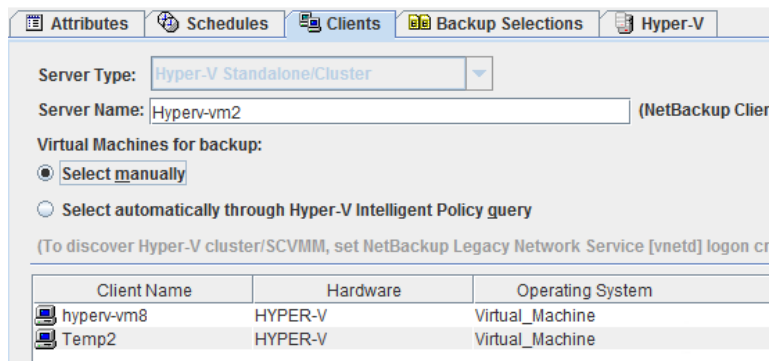 Attributes Schedules Clients Backup Selections Hyper-V
Server Type: Hyper-V Standalone/Cluster
Server Name: Hyperv-vm2 (NetBackup Clien
Virtual Machines for backup:
Select manually
Select automatically through Hyper-V Intelligent Policy query
(To discover Hyper-V cluster/SCVMM, set NetBackup Legacy Network Service [vnetd] logon cr
Client Name Hardware Operating System
hyperv-vm8 HYPER-V Virtual_Machine
Temp2 HYPER-V Virtual_Machine